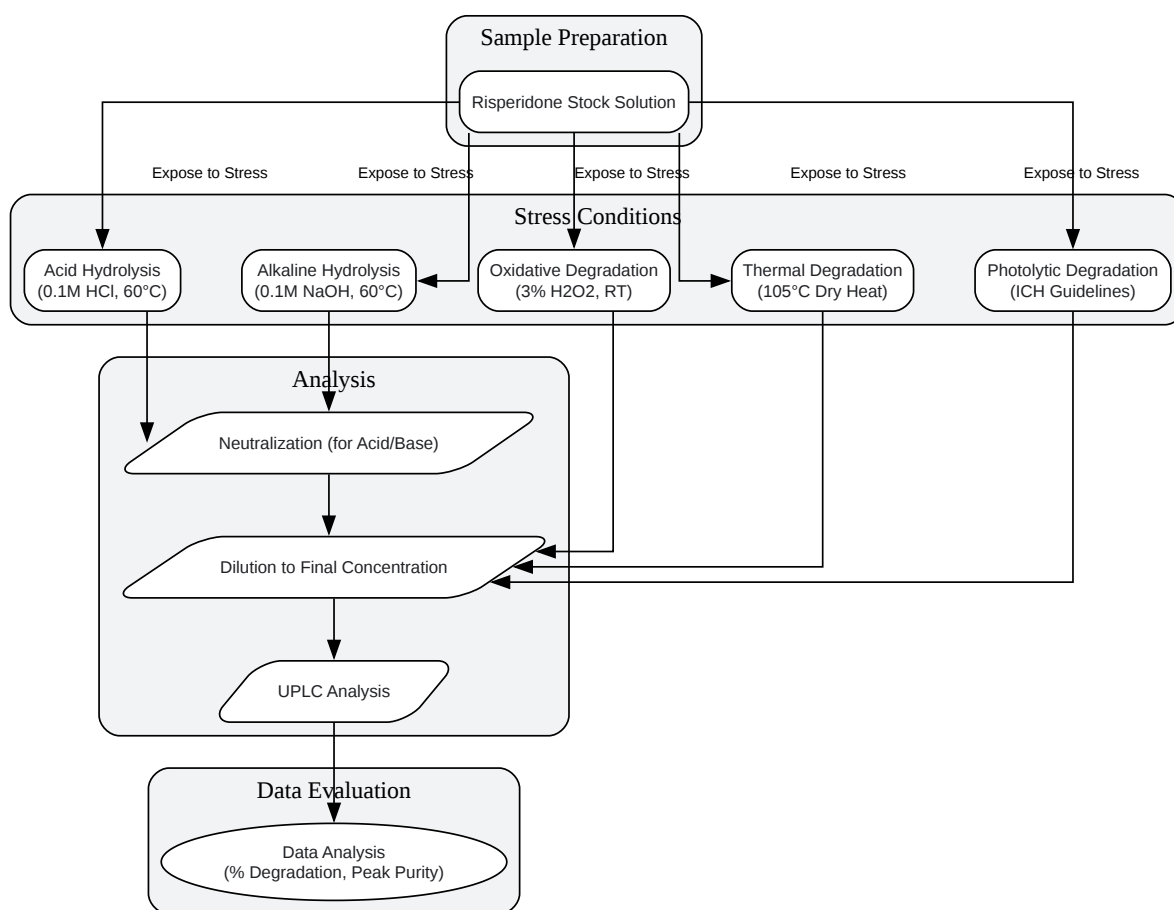 Sample Preparation
Risperidone Stock Solution
Expose to Stress
Expose to Stress
Expose to Stress
Expose to Stress
Expose to Stress
Stress Conditions
Acid Hydrolysis
(0.1M HCl, 60°C)
Alkaline Hydrolysis
(0.1M NaOH, 60°C)
Oxidative Degradation
(3% H2O2, RT)
Thermal Degradation
(105°C Dry Heat)
Photolytic Degradation
(ICH Guidelines)
Analysis
Neutralization (for Acid/Base)
Dilution to Final Concentration
UPLC Analysis
Data Evaluation
Data Analysis
(% Degradation, Peak Purity)